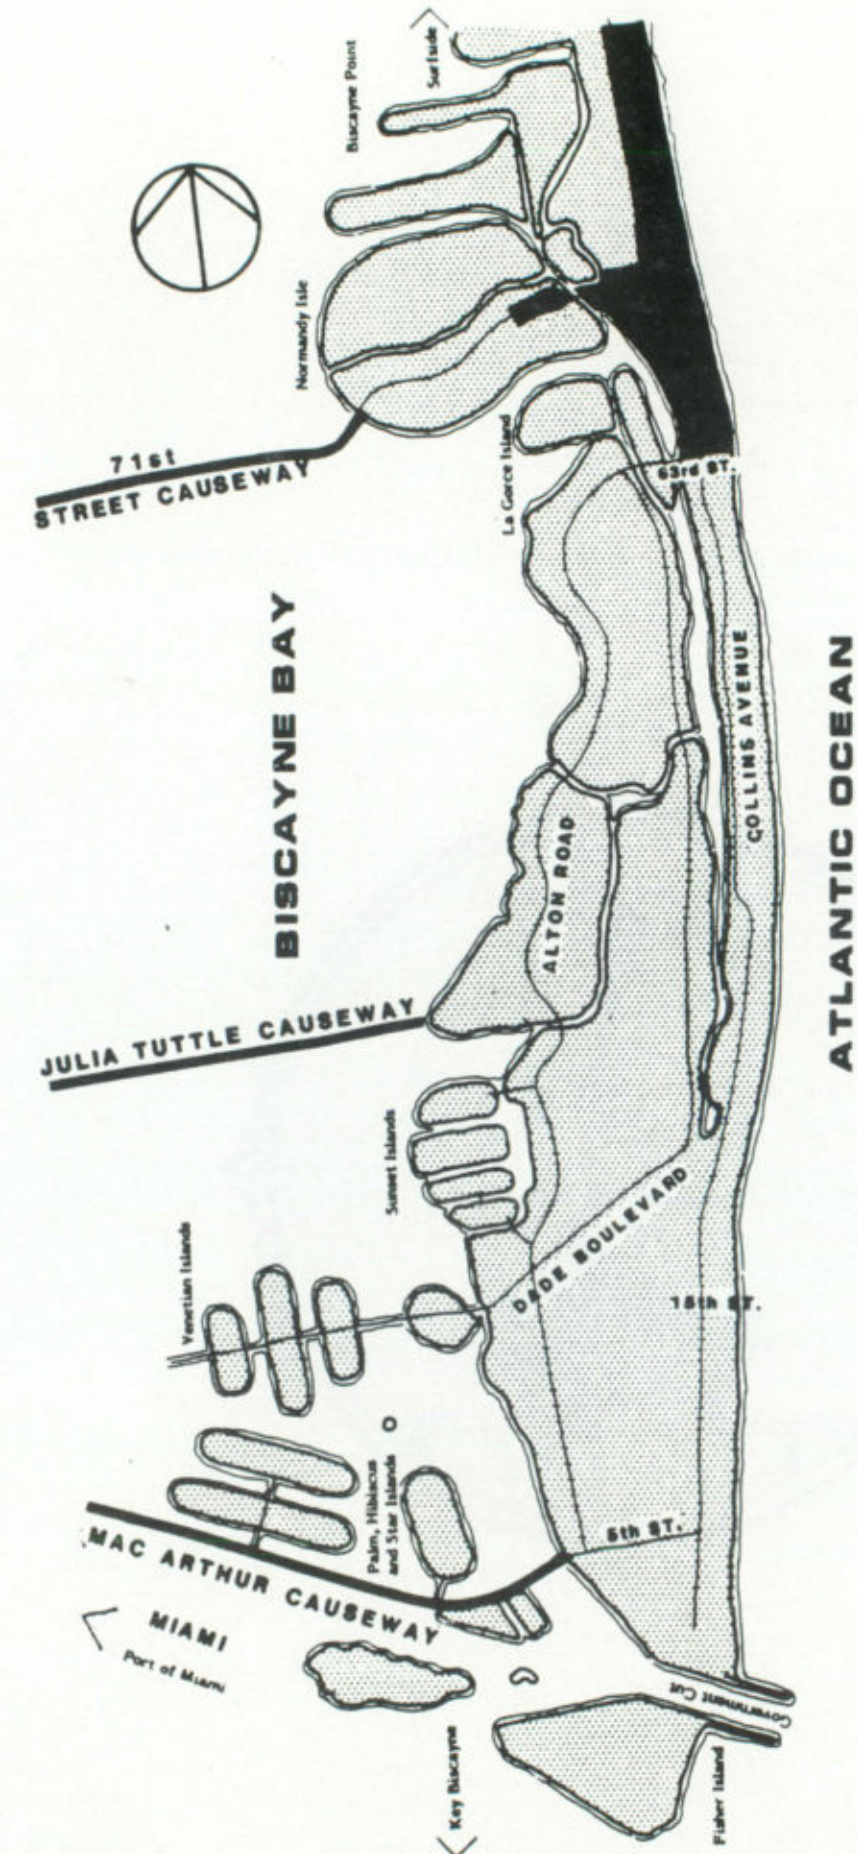 Surfside
Biscayne Point
Normandy Isle
71st
STREET CAUSEWAY
La Gorce Island
63rd ST.
BISCAYNE BAY
COLLINS AVENUE
ATLANTIC OCEAN
ALTON ROAD
JULIA TUTTLE CAUSEWAY
Sunset Islands
DADE BOULEVARD
Venetian Islands
15th ST.
Palm, Hibiscus
and Star Islands
5th ST.
MAC ARTHUR CAUSEWAY
MIAMI
Port of Miami
Government Cut
Key Biscayne
Fisher Island